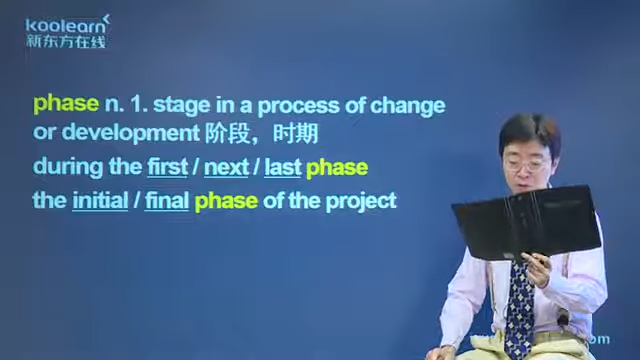 koolearn
新东方在线
phase n. 1. stage in a process of change
or development 阶段，时期
during the first / next / last phase
the initial / final phase of the project